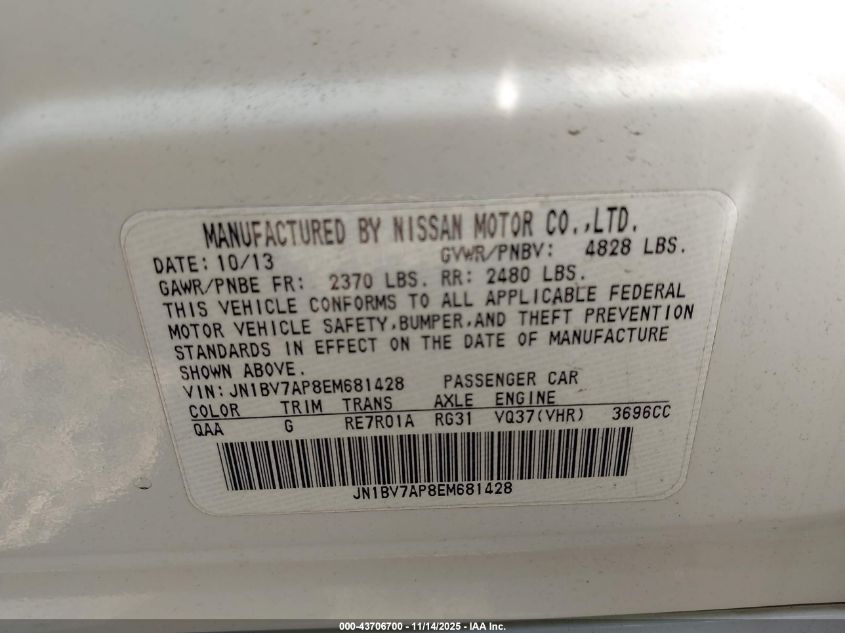 MANUFACTURED BY NISSAN MOTOR CO.,LTD.
DATE: 10/13 GVWR/PNBV: 4828 LBS.
GAWR/PNBE FR: 2370 LBS. RR: 2480 LBS.
THIS VEHICLE CONFORMS TO ALL APPLICABLE FEDERAL
MOTOR VEHICLE SAFETY,BUMPER,AND THEFT PREVENTION
STANDARDS IN EFFECT ON THE DATE OF MANUFACTURE
SHOWN ABOVE.
VIN: JN1BV7AP8EM681428 PASSENGER CAR
COLOR TRIM TRANS AXLE ENGINE
QAA G RE7R01A RG31 VQ37(VHR) 3696CC
JN1BV7AP8EM681428
000-43706700 - 11/14/2025 - IAA Inc.